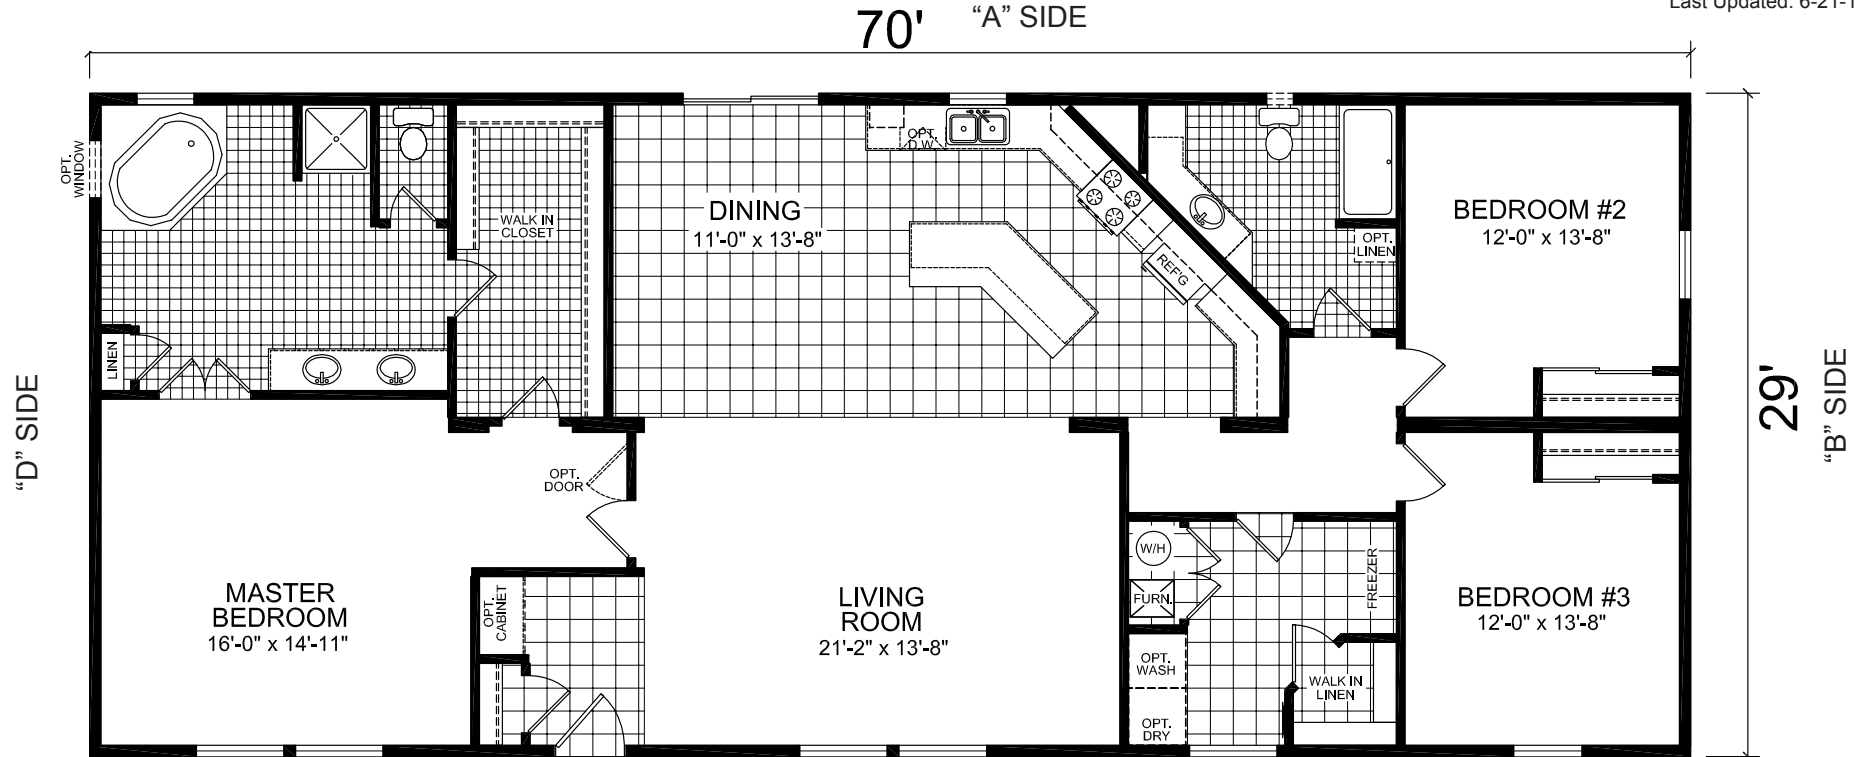 Last Updated: 6-21-1
70'
“A” SIDE
OPT.
WINDOW
OPT.
D.W.
WALK IN
CLOSET
DINING
11'-0" x 13'-8"
REF'G
OPT.
LINEN
BEDROOM #2
12'-0" x 13'-8"
LINEN
“D” SIDE
29'
“B” SIDE
OPT.
DOOR
MASTER
BEDROOM
16'-0" x 14'-11"
OPT.
CABINET
LIVING
ROOM
21'-2" x 13'-8"
W/H
FURN.
FREEZER
OPT.
WASH
OPT.
DRY
WALK IN
LINEN
BEDROOM #3
12'-0" x 13'-8"